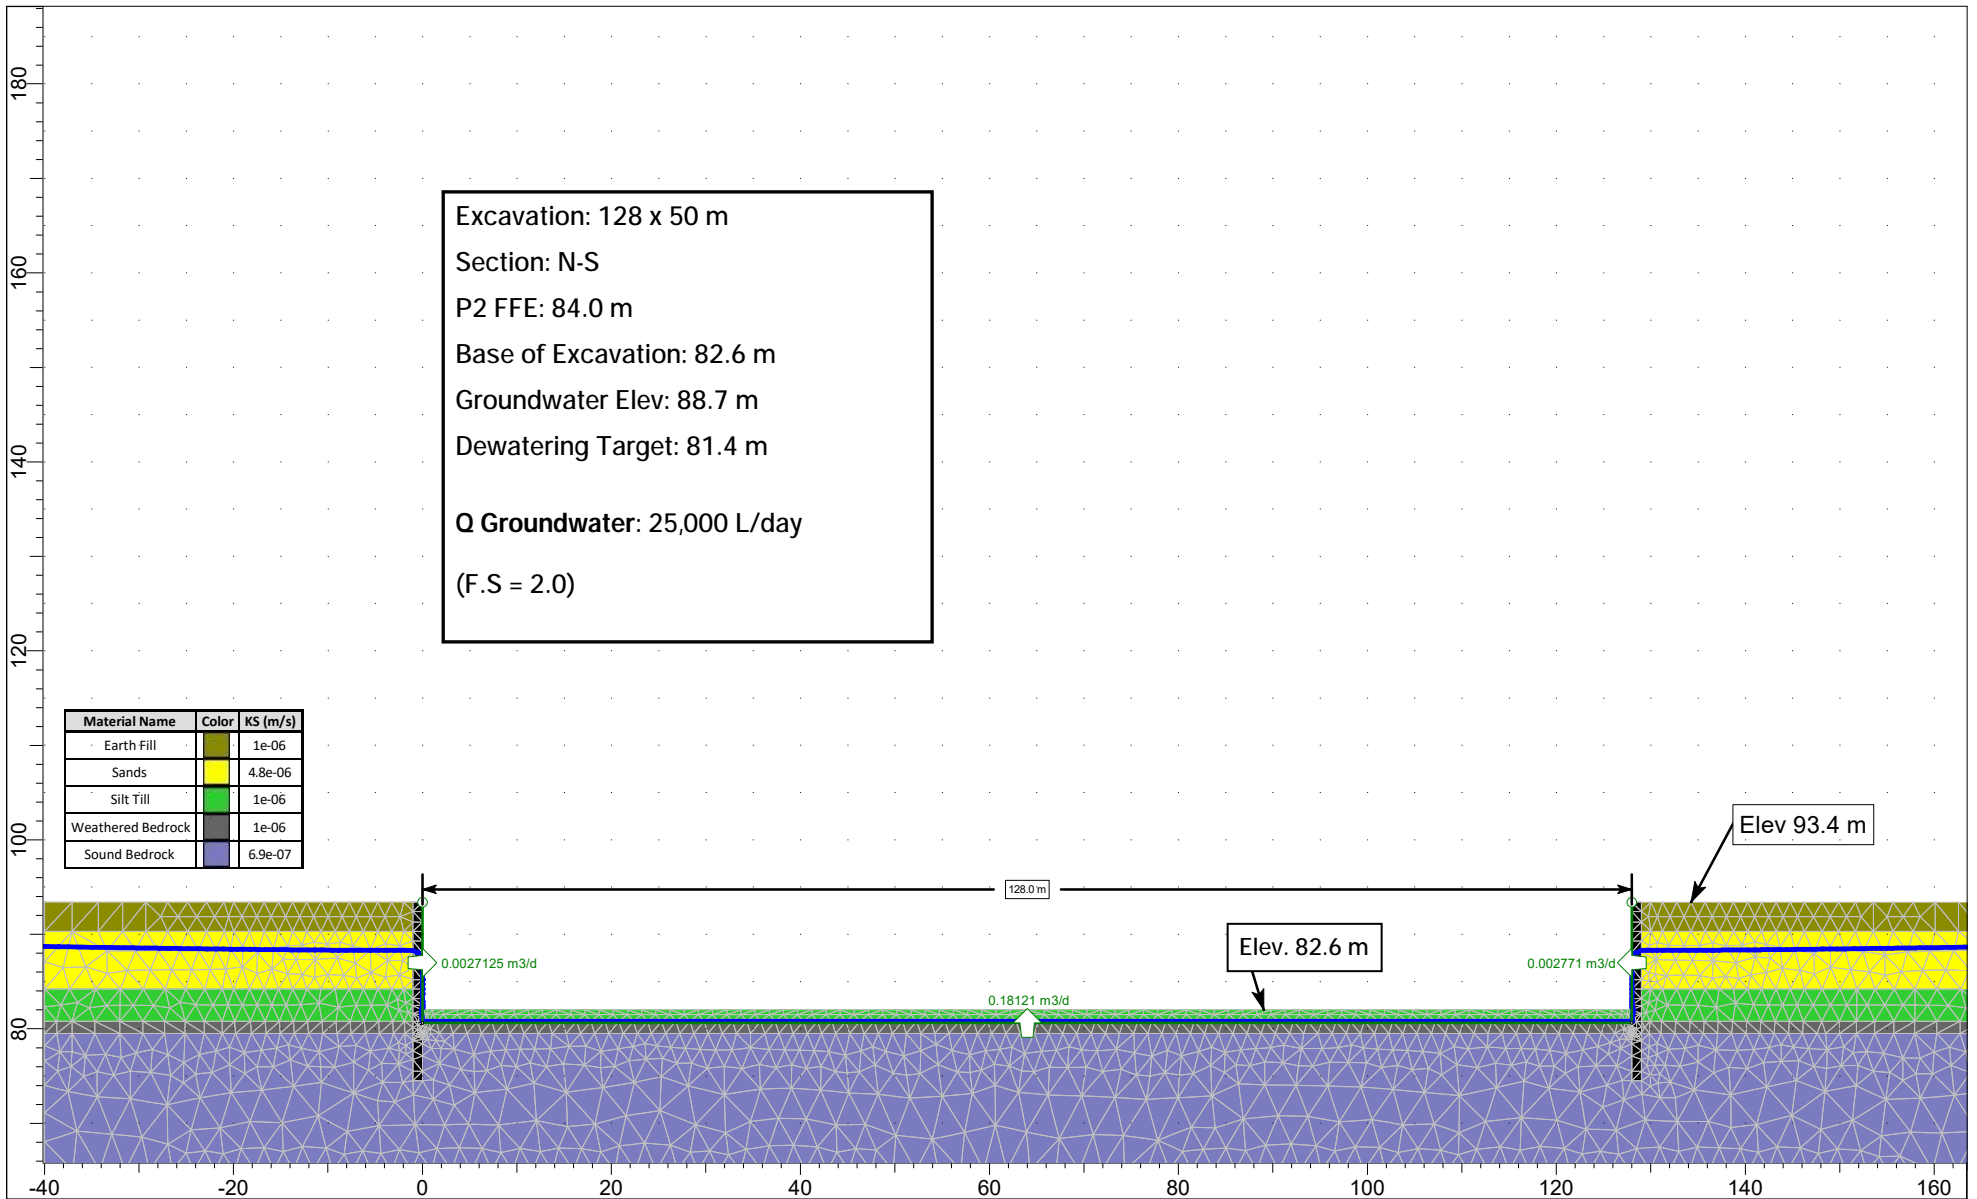 180
160
140
120
100
80
Excavation: 128 x 50 m
Section: N-S
P2 FFE: 84.0 m
Base of Excavation: 82.6 m
Groundwater Elev: 88.7 m
Dewatering Target: 81.4 m
Q Groundwater: 25,000 L/day
(F.S = 2.0)
Material Name Color KS (m/s)
Earth Fill 1e-06
Sands 4.8e-06
Silt Till 1e-06
Weathered Bedrock 1e-06
Sound Bedrock 6.9e-07
Elev 93.4 m
128.0 m
Elev. 82.6 m
0.0027125 m3/d
0.002771 m3/d
0.18121 m3/d
-40 -20 0 20 40 60 80 100 120 140 160